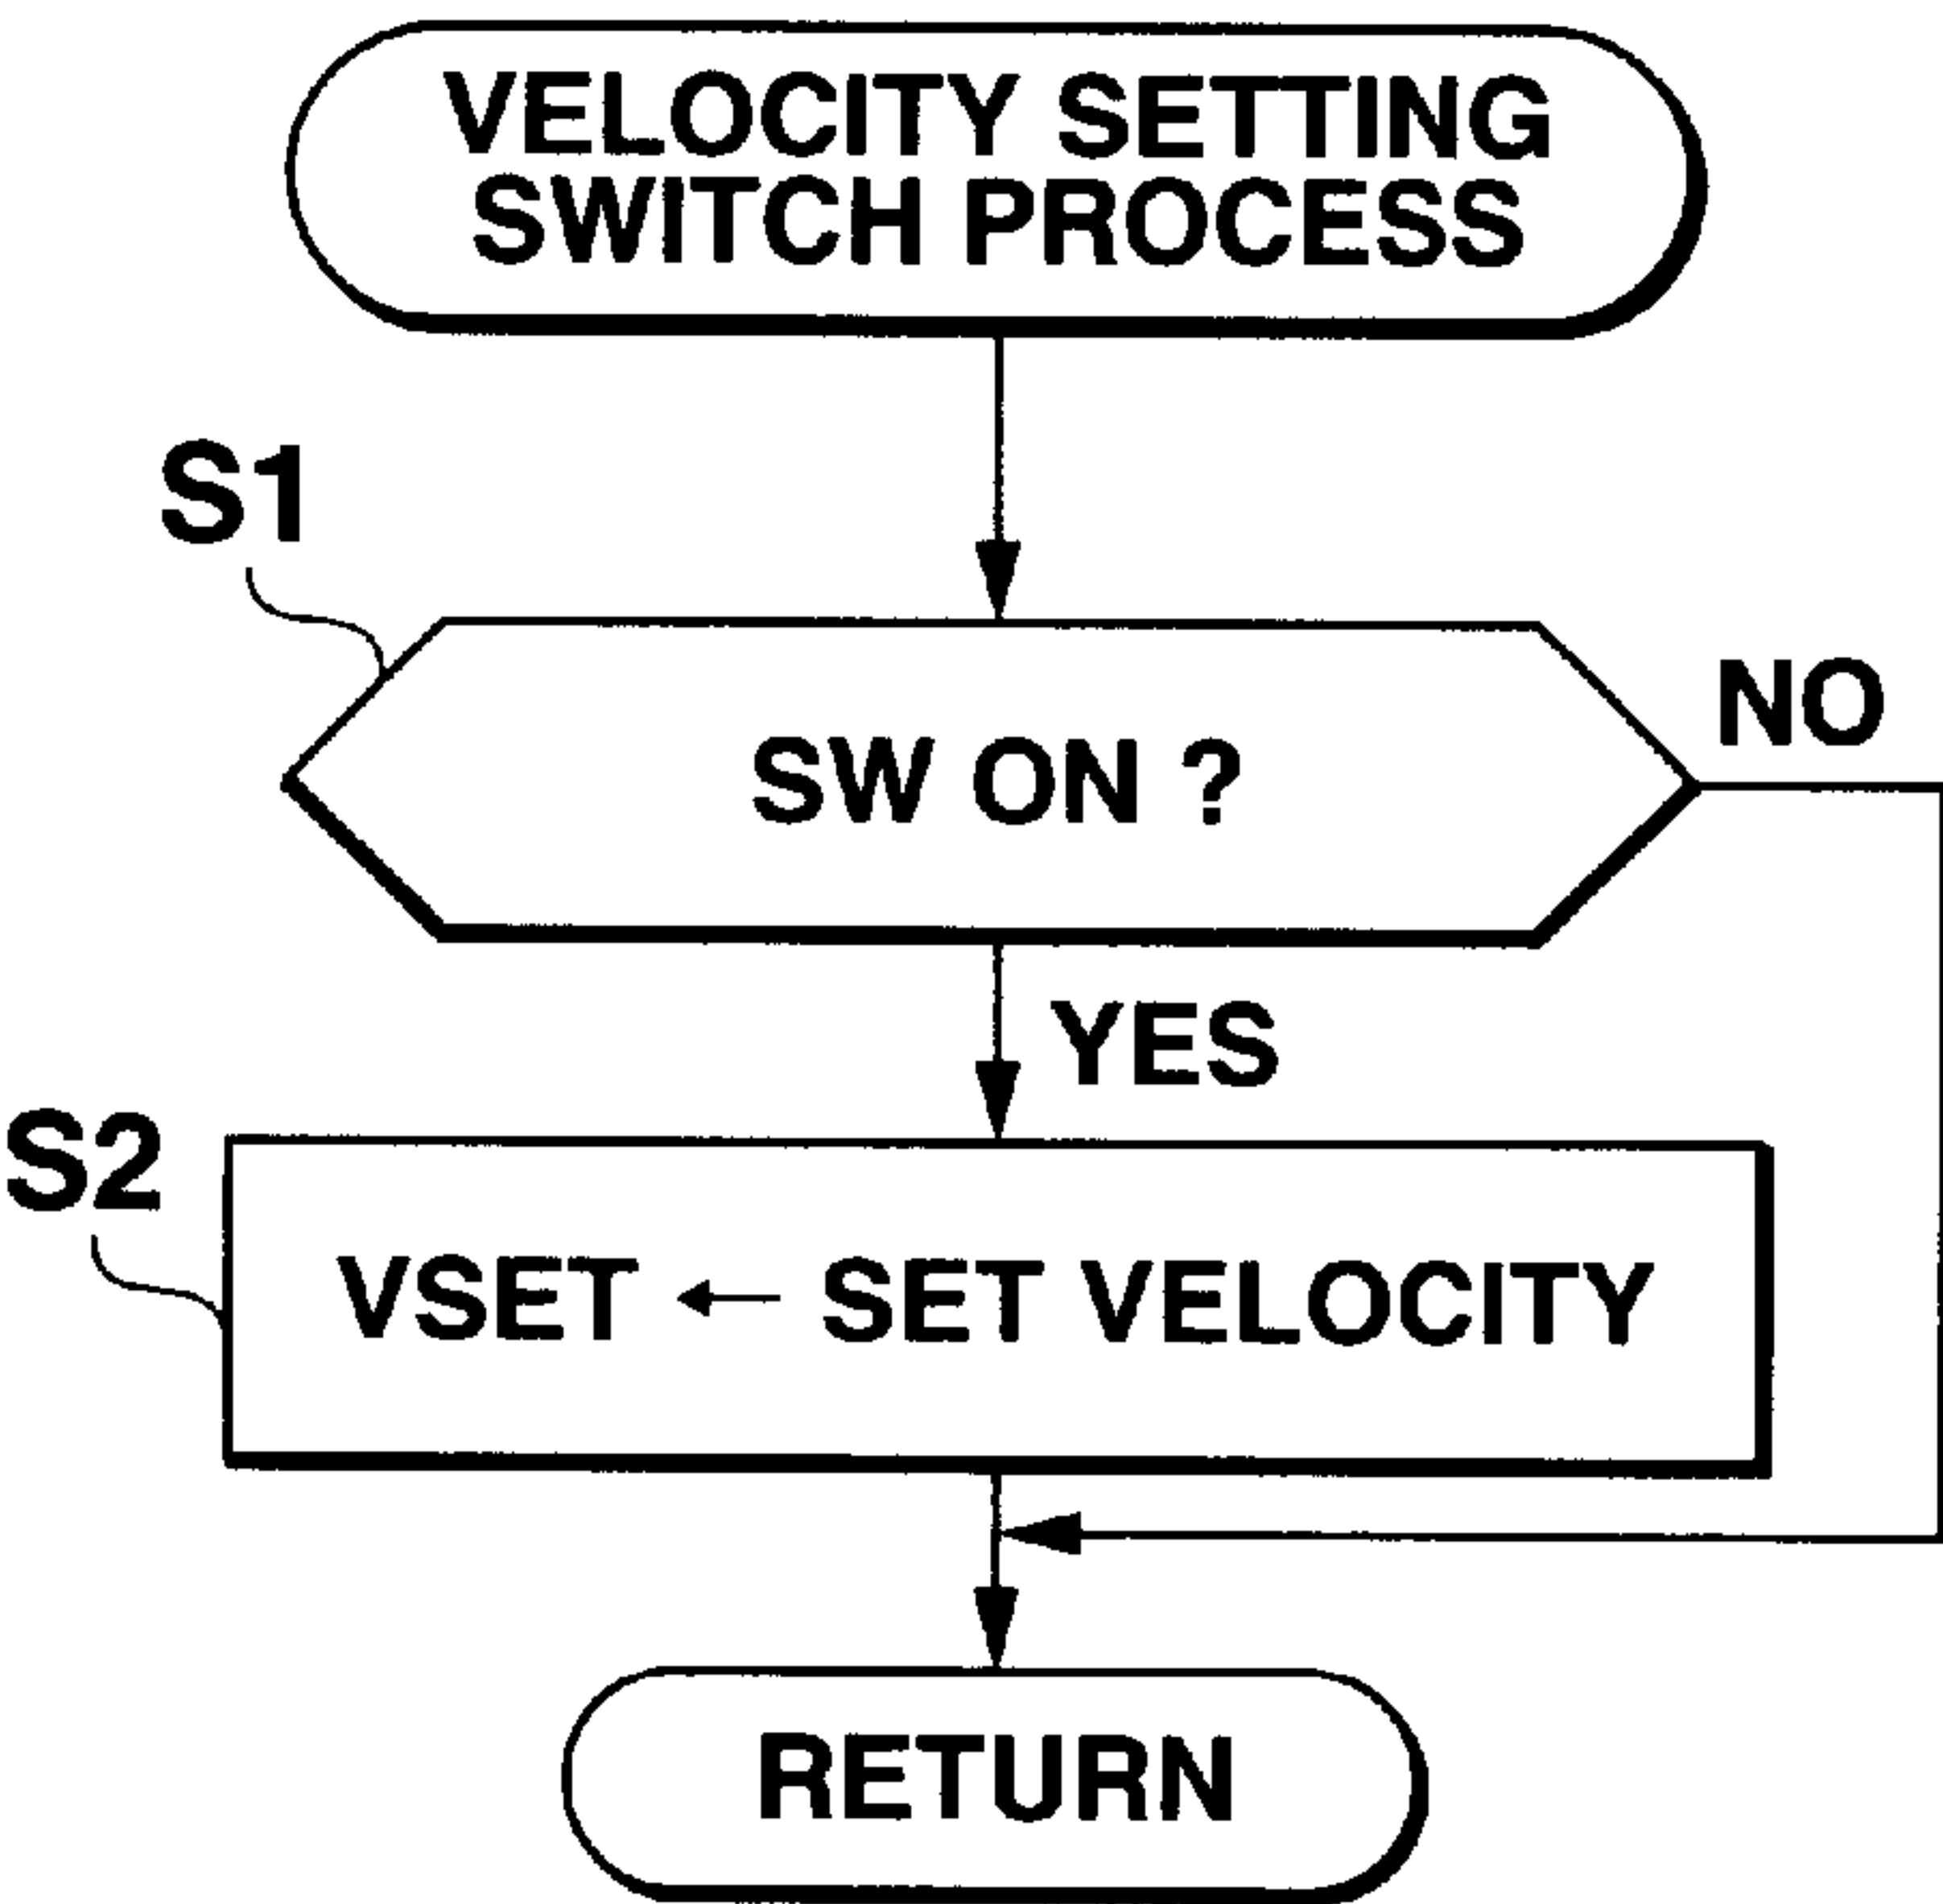 VELOCITY SETTING
SWITCH PROCESS
S1
SW ON ?
NO
YES
S2
VSET ← SET VELOCITY
RETURN